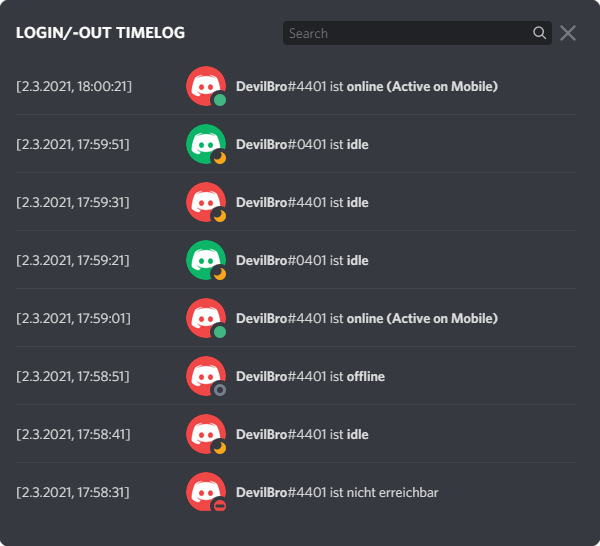 LOGIN/-OUT TIMELOG
Search
[2.3.2021, 18:00:21] DevilBro#4401 ist online (Active on Mobile)
[2.3.2021, 17:59:51] DevilBro#0401 ist idle
[2.3.2021, 17:59:31] DevilBro#4401 ist idle
[2.3.2021, 17:59:21] DevilBro#0401 ist idle
[2.3.2021, 17:59:01] DevilBro#4401 ist online (Active on Mobile)
[2.3.2021, 17:58:51] DevilBro#4401 ist offline
[2.3.2021, 17:58:41] DevilBro#4401 ist idle
[2.3.2021, 17:58:31] DevilBro#4401 ist nicht erreichbar